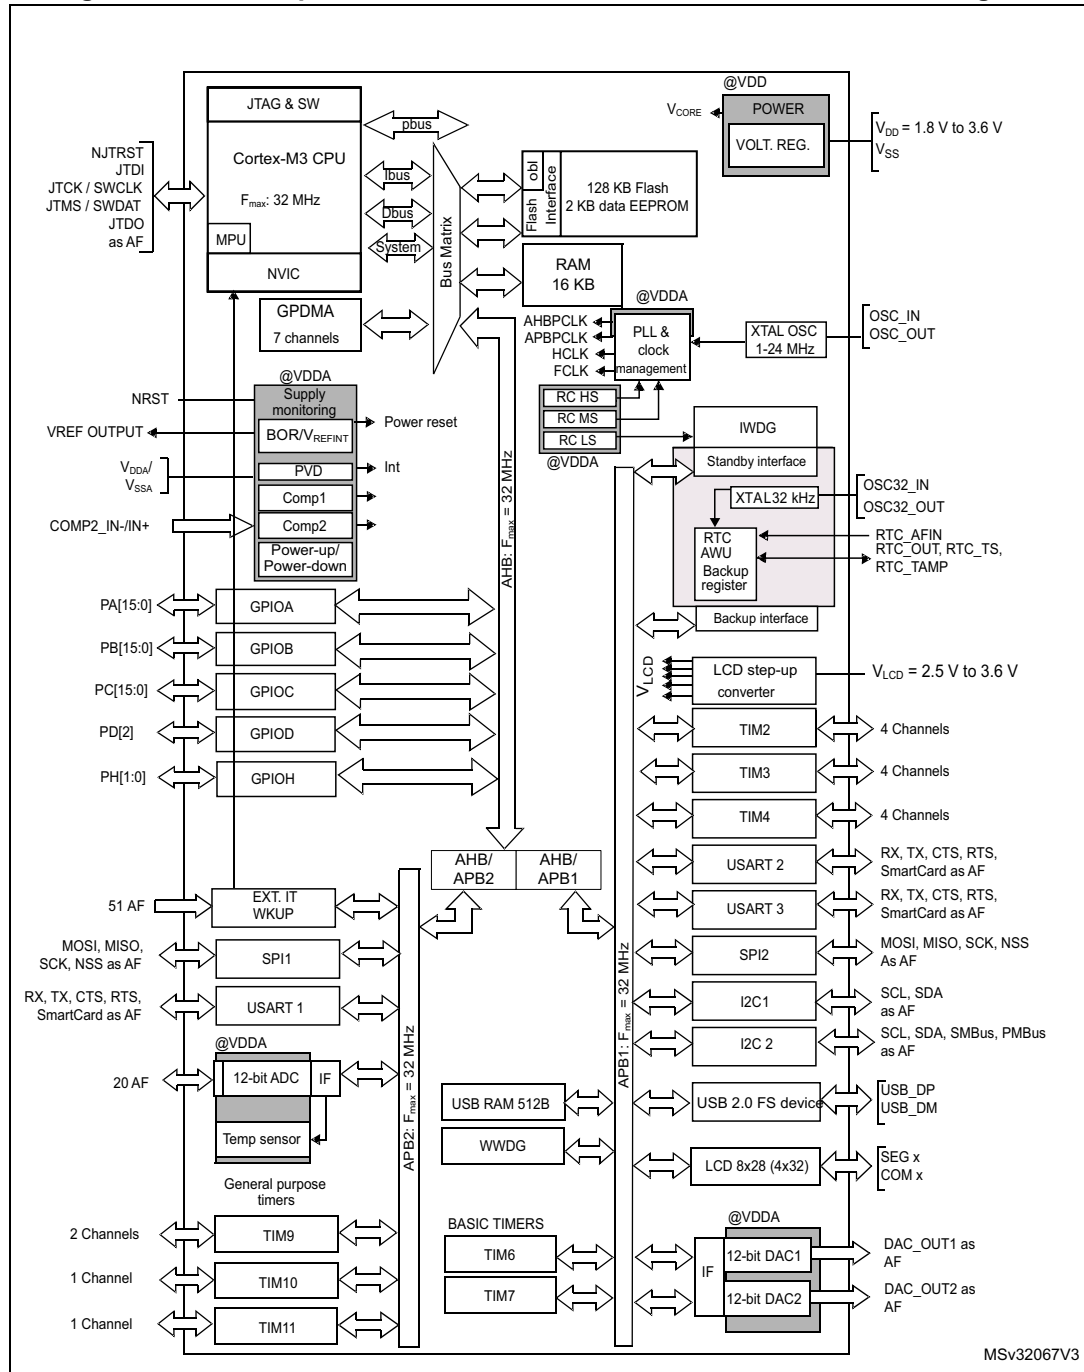 @VDD
JTAG & SW
pbus
VCORE
POWER
VOLT. REG.
VDD = 1.8 V to 3.6 V
VSS
NJTRST
JTDI
JTCK / SWCLK
JTMS / SWDAT
JTDO
as AF
Cortex-M3 CPU
Fmax: 32 MHz
MPU
NVIC
Ibus
Dbus
System
Bus Matrix
Flash
obl
Interface
128 KB Flash
2 KB data EEPROM
RAM
16 KB
GPDMA
7 channels
@VDDA
AHBPCLK
APBPCLK
HCLK
FCLK
PLL &
clock
management
XTAL OSC
1-24 MHz
OSC_IN
OSC_OUT
RC HS
RC MS
RC LS
@VDDA
NRST
VREF OUTPUT
VDDA/
VSSA
COMP2_IN-/IN+
@VDDA
Supply
monitoring
BOR/VREFINT
PVD
Comp1
Comp2
Power-up/
Power-down
Power reset
Int
AHB: Fmax = 32 MHz
IWDG
Standby interface
XTAL32 kHz
OSC32_IN
OSC32_OUT
RTC
AWU
Backup
register
RTC_AFIN
RTC_OUT, RTC_TS,
RTC_TAMP
Backup interface
PA[15:0]
GPIOA
PB[15:0]
GPIOB
PC[15:0]
GPIOC
PD[2]
GPIOD
PH[1:0]
GPIOH
VLCD
LCD step-up
converter
VLCD = 2.5 V to 3.6 V
TIM2
4 Channels
TIM3
4 Channels
TIM4
4 Channels
AHB/
APB2
AHB/
APB1
USART 2
RX, TX, CTS, RTS,
SmartCard as AF
USART 3
RX, TX, CTS, RTS,
SmartCard as AF
SPI2
MOSI, MISO, SCK, NSS
As AF
I2C1
SCL, SDA
as AF
I2C 2
SCL, SDA, SMBus, PMBus
as AF
51 AF
EXT. IT
WKUP
MOSI, MISO,
SCK, NSS as AF
SPI1
RX, TX, CTS, RTS,
SmartCard as AF
USART 1
@VDDA
20 AF
12-bit ADC
IF
Temp sensor
APB2: Fmax = 32 MHz
APB1: Fmax = 32 MHz
USB RAM 512B
USB 2.0 FS device
USB_DP
USB_DM
WWDG
LCD 8x28 (4x32)
SEG x
COM x
General purpose
timers
2 Channels
TIM9
1 Channel
TIM10
1 Channel
TIM11
BASIC TIMERS
TIM6
TIM7
@VDDA
IF
12-bit DAC1
12-bit DAC2
DAC_OUT1 as
AF
DAC_OUT2 as
AF
MSv32067V3